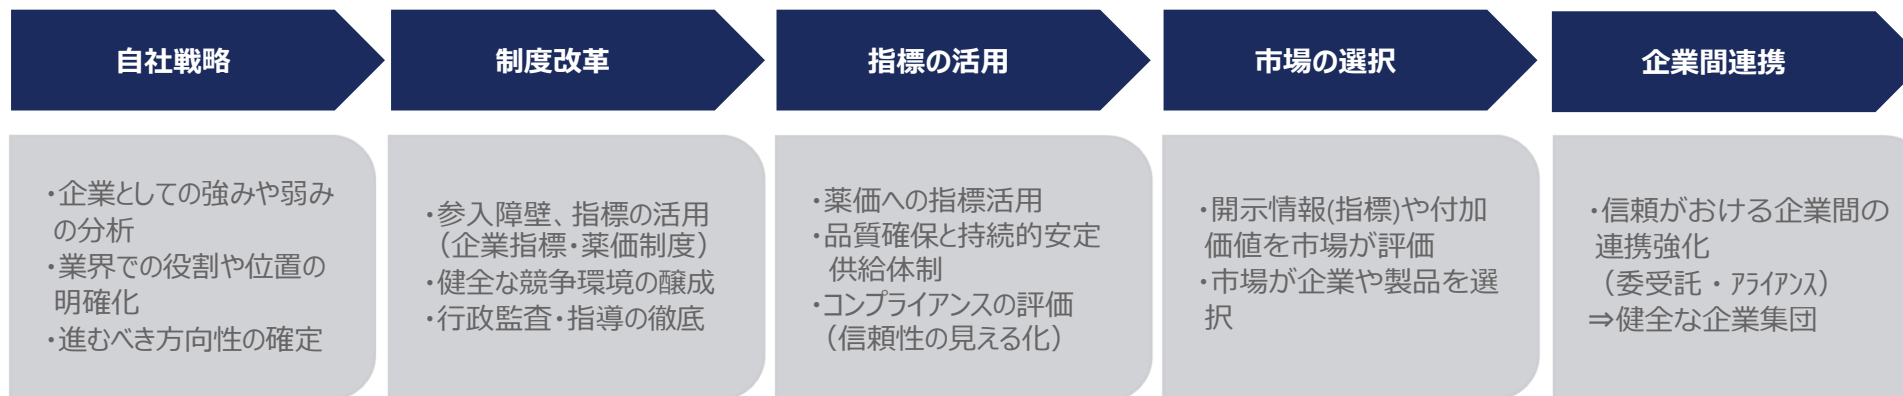 自社戦略
・企業としての強みや弱み
の分析
・業界での役割や位置の
明確化
・進むべき方向性の確定
制度改革
・参入障壁、指標の活用
（企業指標・薬価制度）
・健全な競争環境の醸成
・行政監査・指導の徹底
指標の活用
・薬価への指標活用
・品質確保と持続的安定
供給体制
・コンプライアンスの評価
（信頼性の見える化）
市場の選択
・開示情報(指標)や付加
価値を市場が評価
・市場が企業や製品を選
択
企業間連携
・信頼がおける企業間の
連携強化
（委受託・ｱﾗｲｱﾝｽ）
⇒健全な企業集団